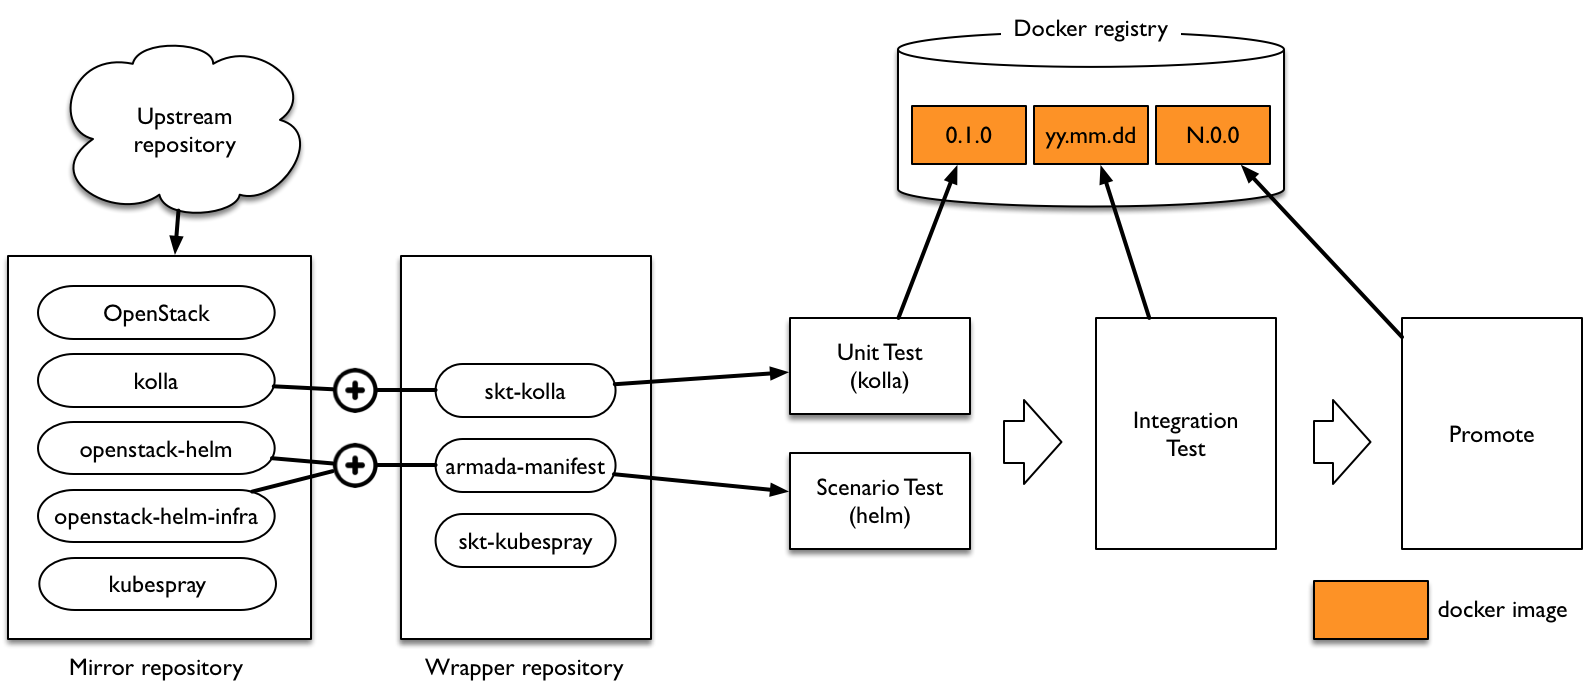 Docker registry
Upstream
repository
0.1.0
yy.mm.dd
N.0.0
OpenStack
kolla
openstack-helm
openstack-helm-infra
kubespray
Mirror repository
skt-kolla
armada-manifest
skt-kubespray
Wrapper repository
Unit Test
(kolla)
Scenario Test
(helm)
Integration
Test
Promote
docker image